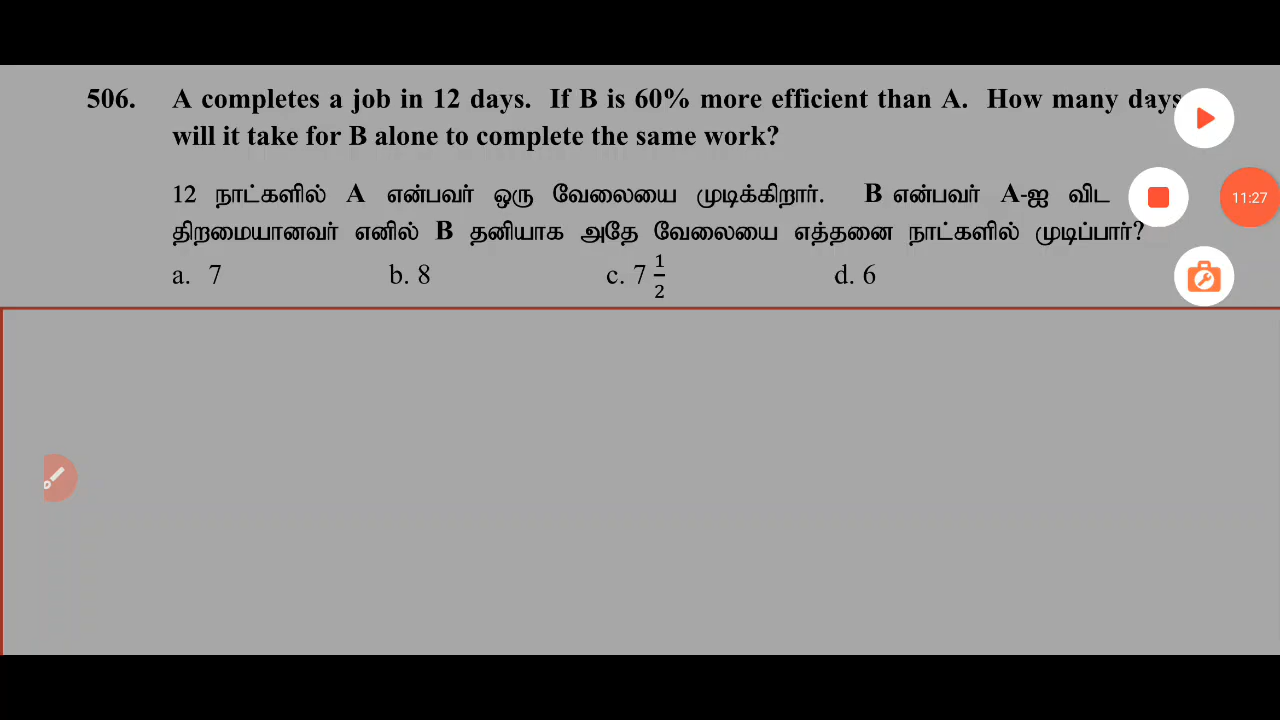 506. A completes a job in 12 days. If B is 60% more efficient than A. How many days
will it take for B alone to complete the same work?
12 நாட்களில் A என்பவர் ஒரு வேலையை முடிக்கிறார். B என்பவர் A-ஐ விட
திறமையானவர் எனில் B தனியாக அதே வேலையை எத்தனை நாட்களில் முடிப்பார்?
a. 7 b. 8 c. 7 1/2 d. 6
11:27